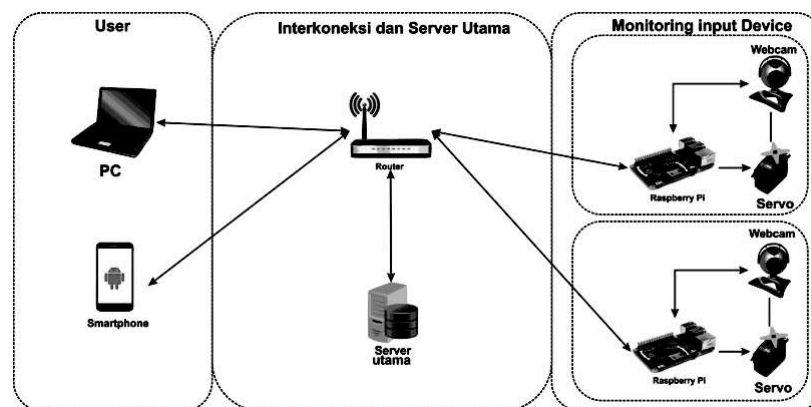 User
PC
Smartphone
Interkoneksi dan Server Utama
Router
Server
utama
Monitoring input Device
Webcam
Raspberry Pi
Servo
Webcam
Raspberry Pi
Servo